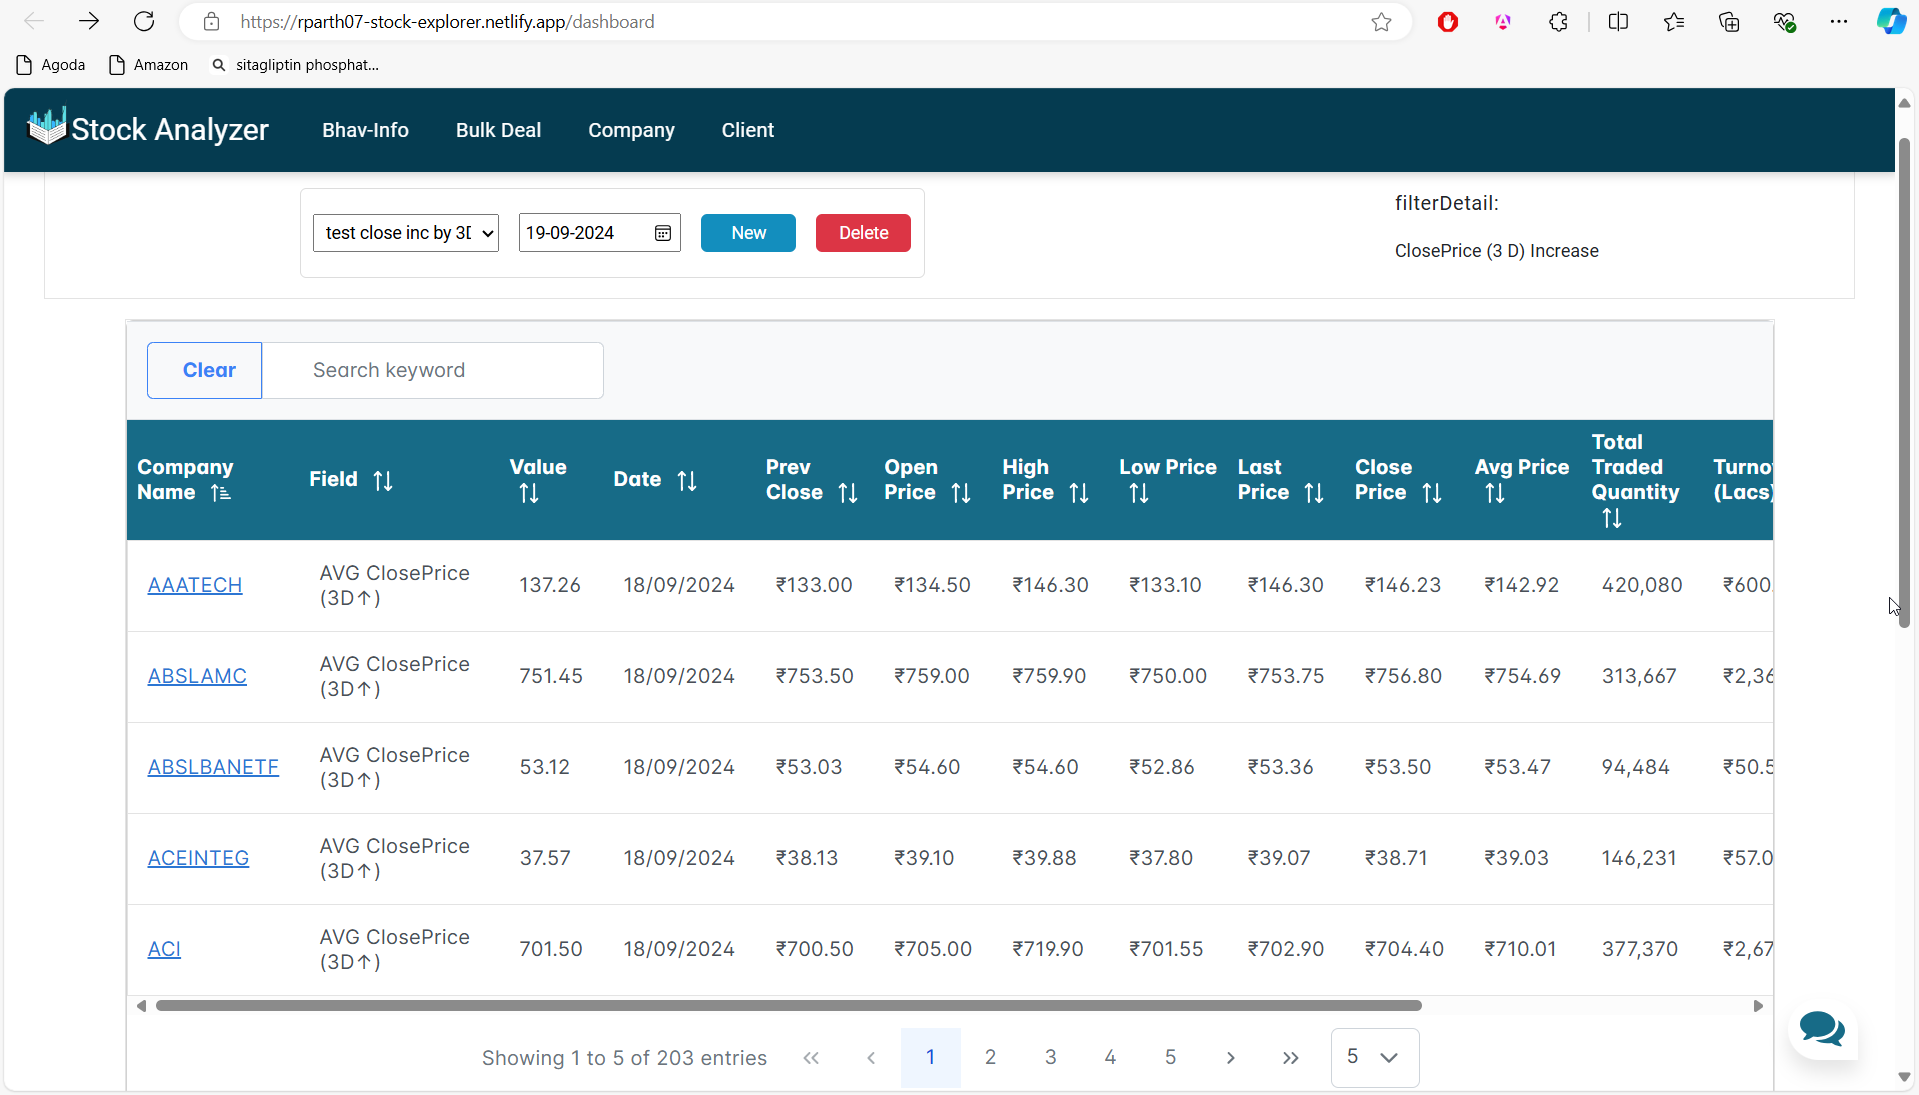 https://rparth07-stock-explorer.netlify.app/dashboard
Agoda Amazon sitagliptin phosphat...
Stock Analyzer Bhav-Info Bulk Deal Company Client
test close inc by 3D 19-09-2024 New Delete
filterDetail:
ClosePrice (3 D) Increase
Clear Search keyword
Company Name Field Value Date Prev Close Open Price High Price Low Price Last Price Close Price Avg Price Total Traded Quantity (Lacs)
AAATECH AVG ClosePrice (3D↑) 137.26 18/09/2024 ₹133.00 ₹134.50 ₹146.30 ₹133.10 ₹146.30 ₹146.23 ₹142.92 420,080 ₹600.
ABSLAMC AVG ClosePrice (3D↑) 751.45 18/09/2024 ₹753.50 ₹759.00 ₹759.90 ₹750.00 ₹753.75 ₹756.80 ₹754.69 313,667 ₹2,36
ABSLBANETF AVG ClosePrice (3D↑) 53.12 18/09/2024 ₹53.03 ₹54.60 ₹54.60 ₹52.86 ₹53.36 ₹53.50 ₹53.47 94,484 ₹50.5
ACEINTEG AVG ClosePrice (3D↑) 37.57 18/09/2024 ₹38.13 ₹39.10 ₹39.88 ₹37.80 ₹39.07 ₹38.71 ₹39.03 146,231 ₹57.0
ACI AVG ClosePrice (3D↑) 701.50 18/09/2024 ₹700.50 ₹705.00 ₹719.90 ₹701.55 ₹702.90 ₹704.40 ₹710.01 377,370 ₹2,67
Showing 1 to 5 of 203 entries « ‹ 1 2 3 4 5 › » 5